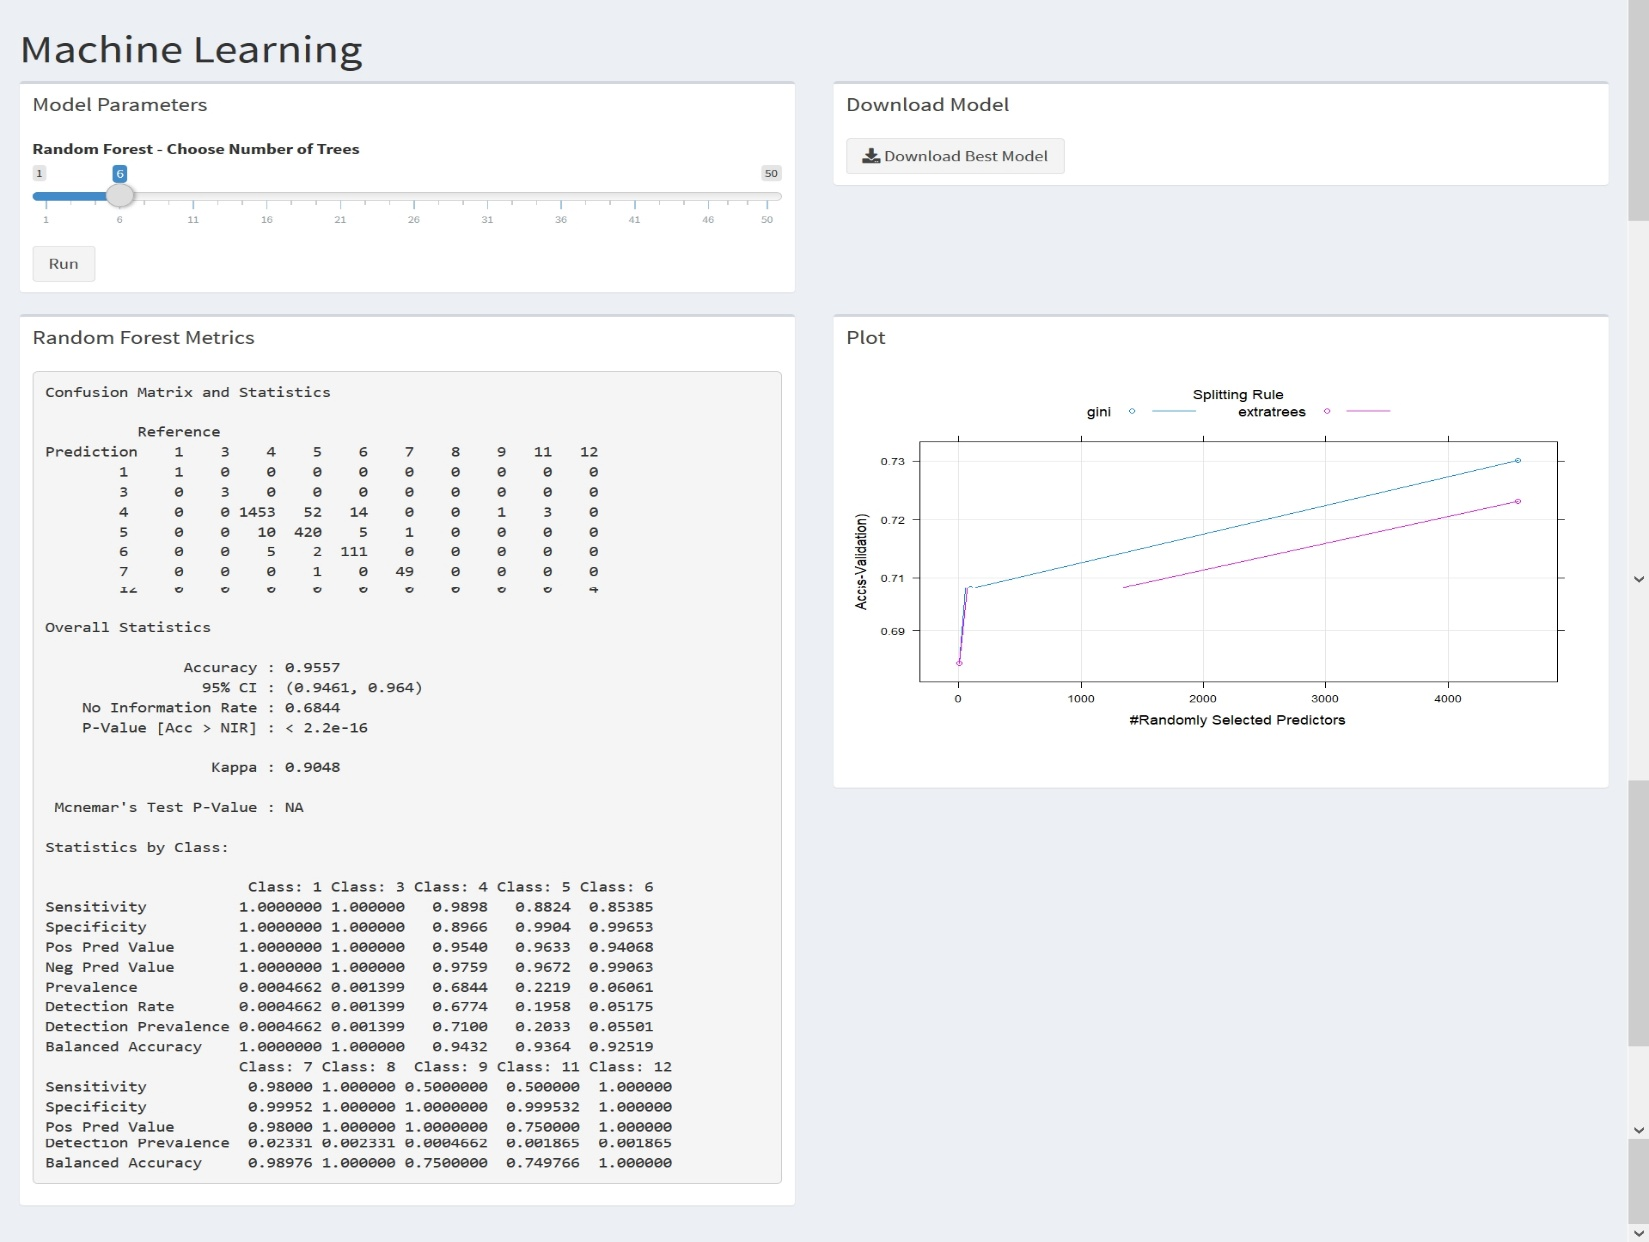 Machine Learning
Model Parameters
Random Forest - Choose Number of Trees
1 6 50
1 6 11 16 21 26 31 36 41 46 50
Run
Download Model
Download Best Model
Random Forest Metrics
Confusion Matrix and Statistics
Reference
Prediction 1 3 4 5 6 7 8 9 11 12
1 1 0 0 0 0 0 0 0 0 0
3 0 3 0 0 0 0 0 0 0 0
4 0 0 1453 52 14 0 0 1 3 0
5 0 0 10 420 5 1 0 0 0 0
6 0 0 5 2 111 0 0 0 0 0
7 0 0 0 1 0 49 0 0 0 0
12 0 0 0 0 0 0 0 0 0 4
Overall Statistics
Accuracy : 0.9557
95% CI : (0.9461, 0.964)
No Information Rate : 0.6844
P-Value [Acc > NIR] : < 2.2e-16
Kappa : 0.9048
Mcnemar's Test P-Value : NA
Statistics by Class:
Class: 1 Class: 3 Class: 4 Class: 5 Class: 6
Sensitivity 1.0000000 1.000000 0.9898 0.8824 0.85385
Specificity 1.0000000 1.000000 0.8966 0.9904 0.99653
Pos Pred Value 1.0000000 1.000000 0.9540 0.9633 0.94068
Neg Pred Value 1.0000000 1.000000 0.9759 0.9672 0.99063
Prevalence 0.0004662 0.001399 0.6844 0.2219 0.06061
Detection Rate 0.0004662 0.001399 0.6774 0.1958 0.05175
Detection Prevalence 0.0004662 0.001399 0.7100 0.2033 0.05501
Balanced Accuracy 1.0000000 1.000000 0.9432 0.9364 0.92519
Class: 7 Class: 8 Class: 9 Class: 11 Class: 12
Sensitivity 0.98000 1.000000 0.5000000 0.500000 1.000000
Specificity 0.99952 1.000000 1.0000000 0.999532 1.000000
Pos Pred Value 0.98000 1.000000 1.0000000 0.750000 1.000000
Detection Prevalence 0.02331 0.002331 0.0004662 0.001865 0.001865
Balanced Accuracy 0.98976 1.000000 0.7500000 0.749766 1.000000
Plot
Splitting Rule
gini extratrees
0.73
0.72
0.71
0.69
Accis-Validation)
0 1000 2000 3000 4000
#Randomly Selected Predictors